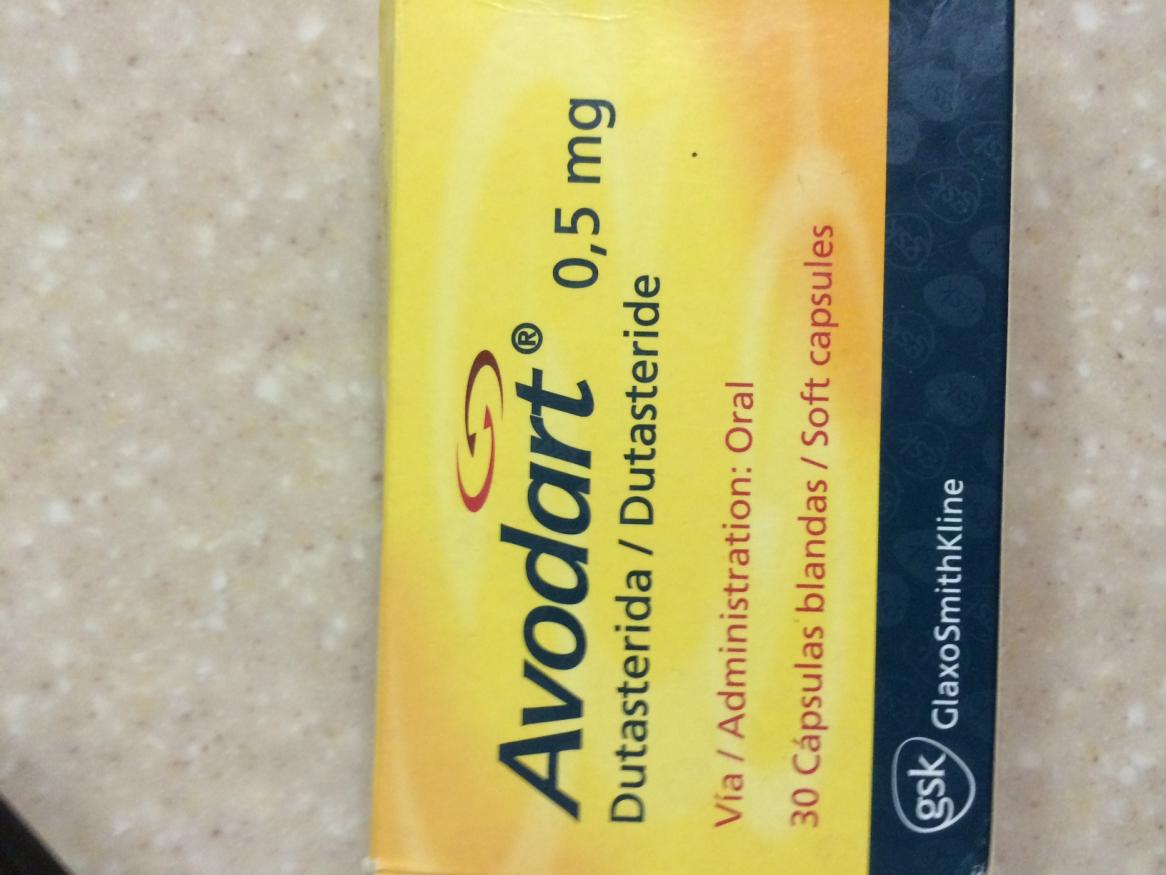 Avodart® 0,5 mg
Dutasterida / Dutasteride
Vía / Administration: Oral
30 Cápsulas blandas / Soft capsules
gsk GlaxoSmithKline